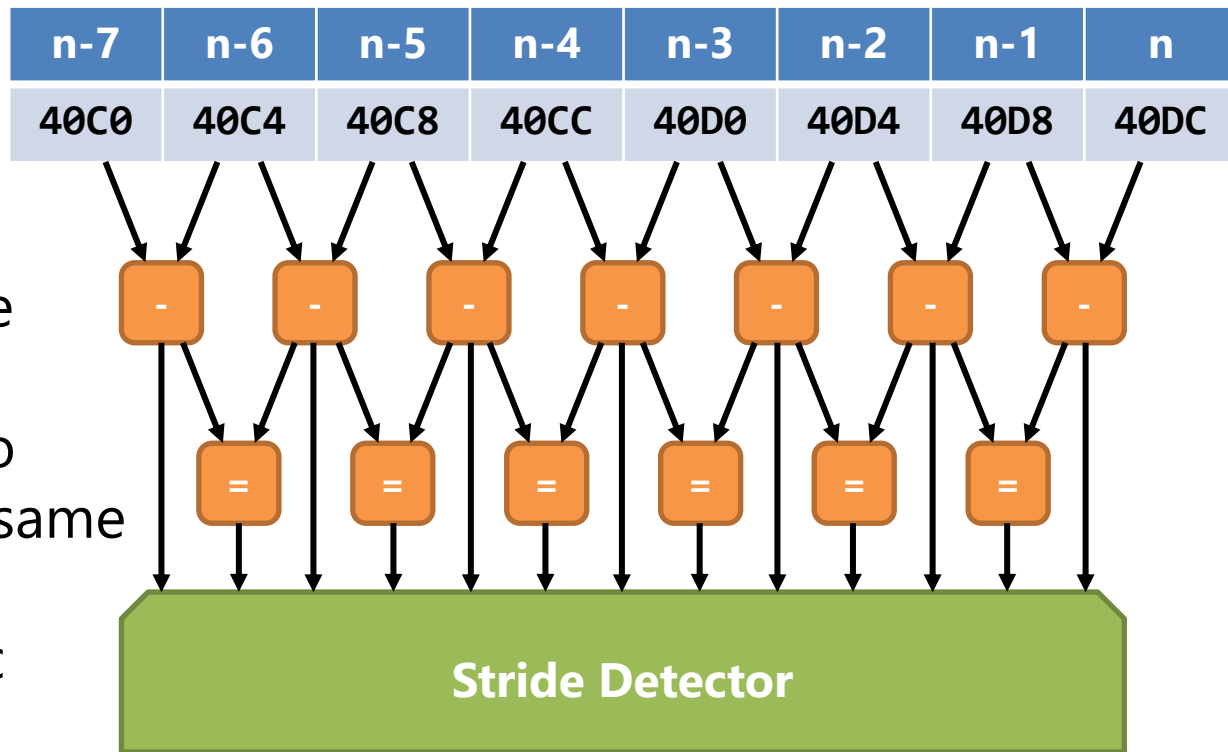 n-7 n-6 n-5 n-4 n-3 n-2 n-1 n
40C0 40C4 40C8 40CC 40D0 40D4 40D8 40DC
e
- - - - - - -
o
= = = = = =
same
c
Stride Detector